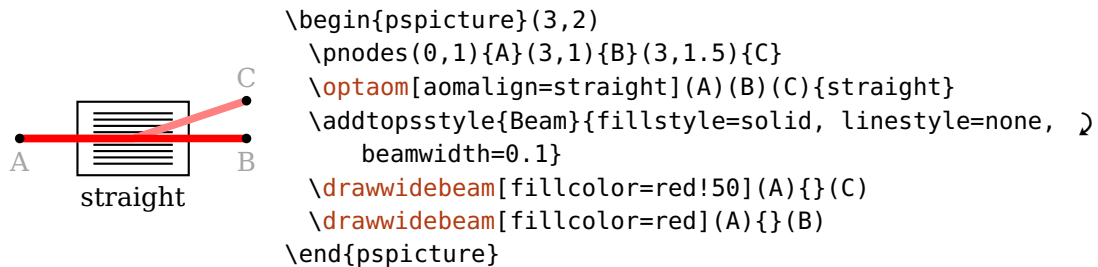 C
A
B
straight
\begin{pspicture}(3,2)
\pnodes(0,1){A}(3,1){B}(3,1.5){C}
\optaom[aomalign=straight](A)(B)(C){straight}
\addtopsstyle{Beam}{fillstyle=solid, linestyle=none,
beamwidth=0.1}
\drawwidebeam[fillcolor=red!50](A){}(C)
\drawwidebeam[fillcolor=red](A){}(B)
\end{pspicture}